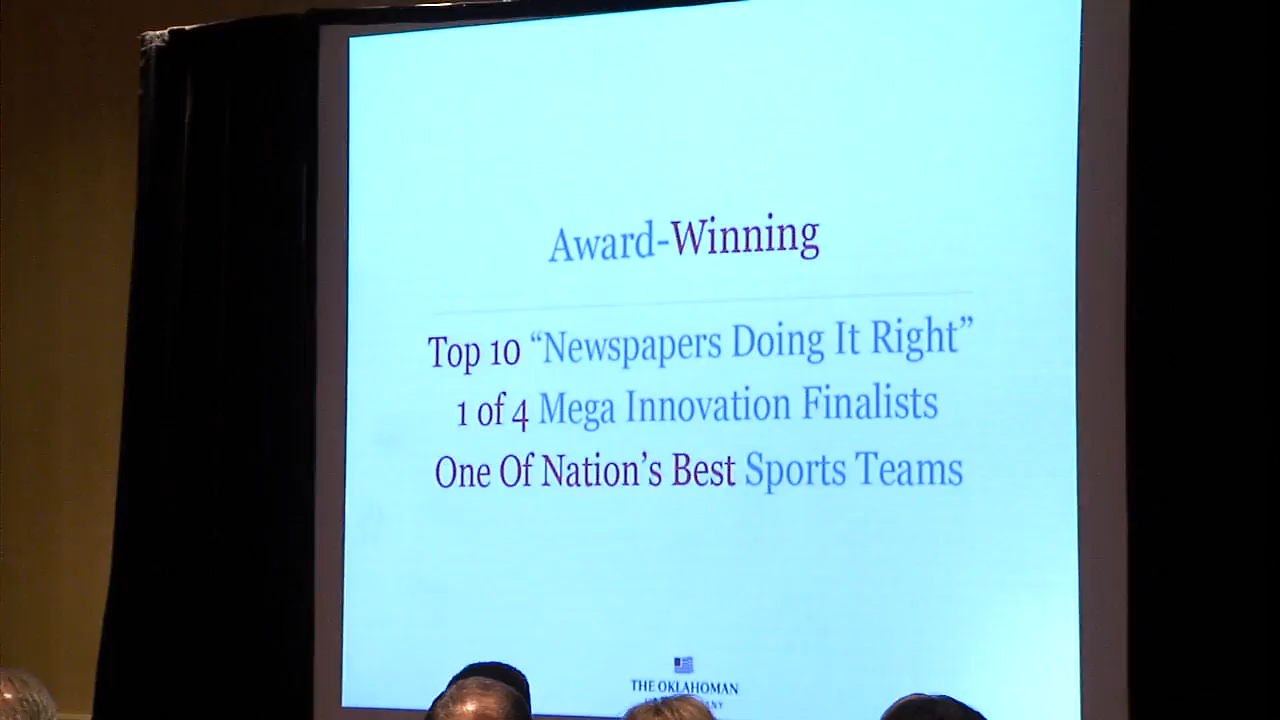 Award-Winning
Top 10 “Newspapers Doing It Right”
1 of 4 Mega Innovation Finalists
One Of Nation’s Best Sports Teams
THE OKLAHOMAN